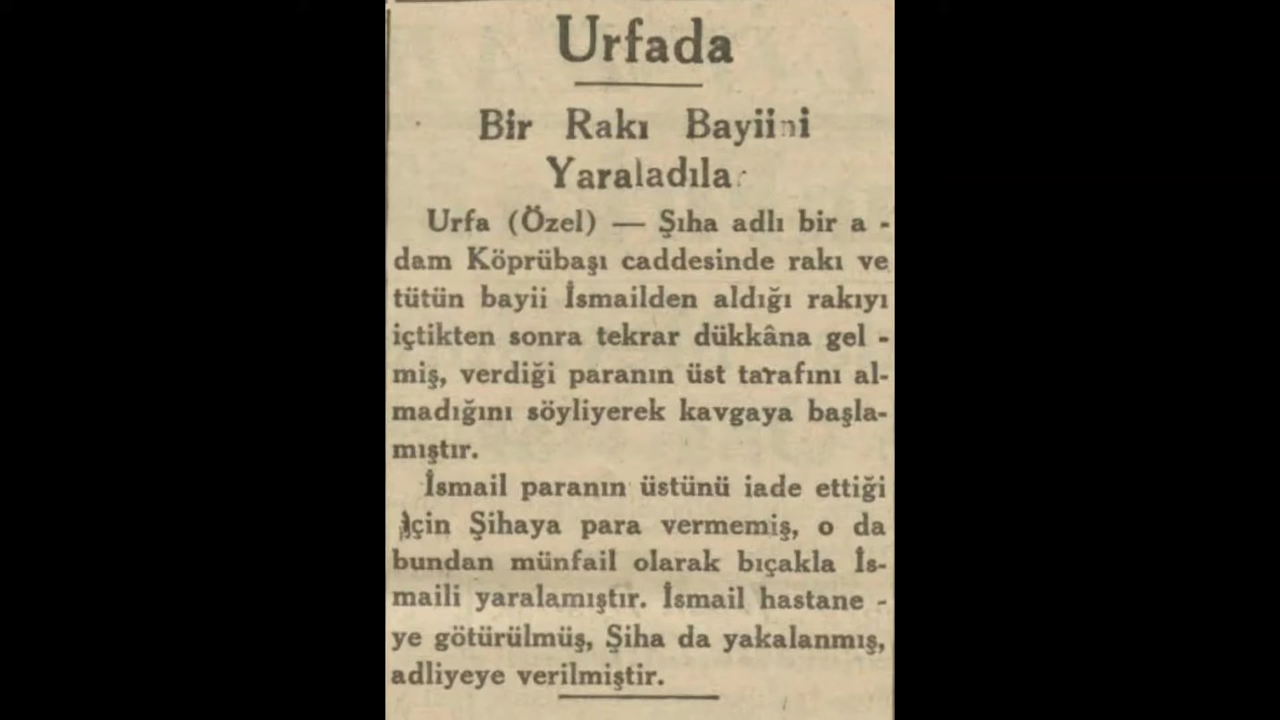 Urfada
Bir Rakı Bayiini
Yaraladılar
Urfa (Özel) — Şıha adlı bir a -
dam Köprübaşı caddesinde rakı ve
tütün bayii İsmailden aldığı rakıyı
içtikten sonra tekrar dükkâna gel -
miş, verdiği paranın üst tarafını al-
madığını söyliyerek kavgaya başla-
mıştır.
İsmail paranın üstünü iade ettiği
için Şihaya para vermemiş, o da
bundan münfail olarak bıçakla İs-
maili yaralamıştır. İsmail hastane -
ye götürülmüş, Şiha da yakalanmış,
adliyeye verilmiştir.